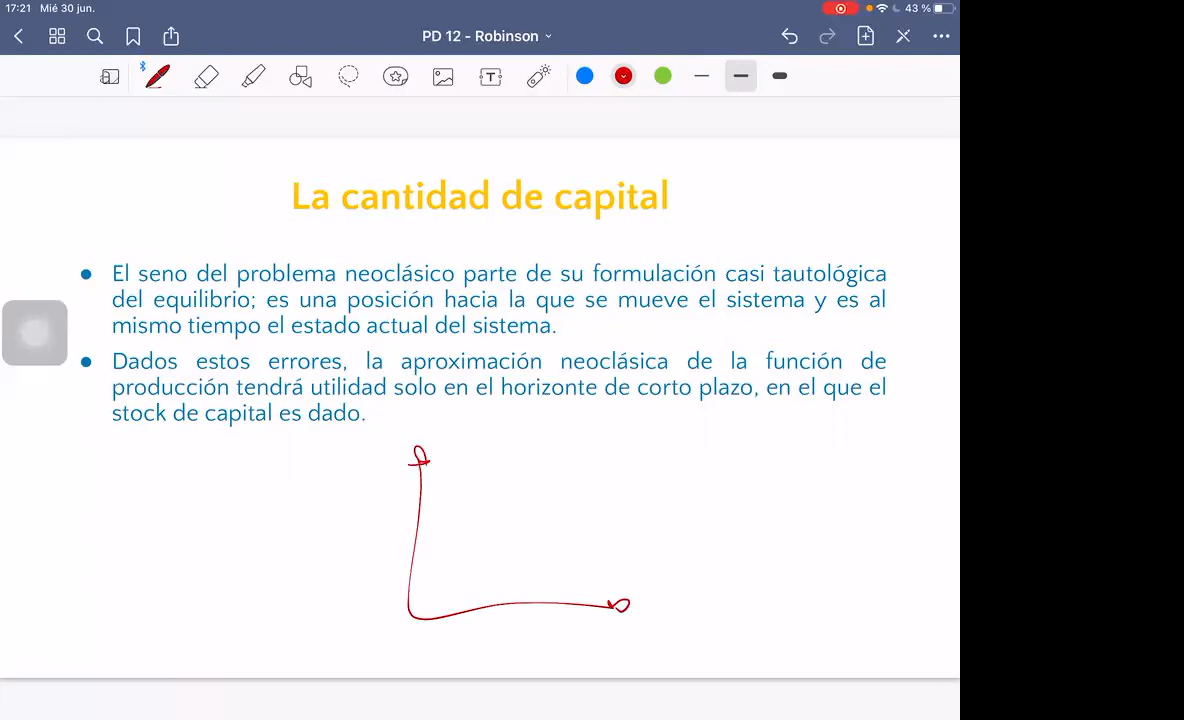 17:21 Mié 30 jun.
43 %
PD 12 - Robinson
T
La cantidad de capital
● El seno del problema neoclásico parte de su formulación casi tautológica
del equilibrio; es una posición hacia la que se mueve el sistema y es al
mismo tiempo el estado actual del sistema.
● Dados estos errores, la aproximación neoclásica de la función de
producción tendrá utilidad solo en el horizonte de corto plazo, en el que el
stock de capital es dado.